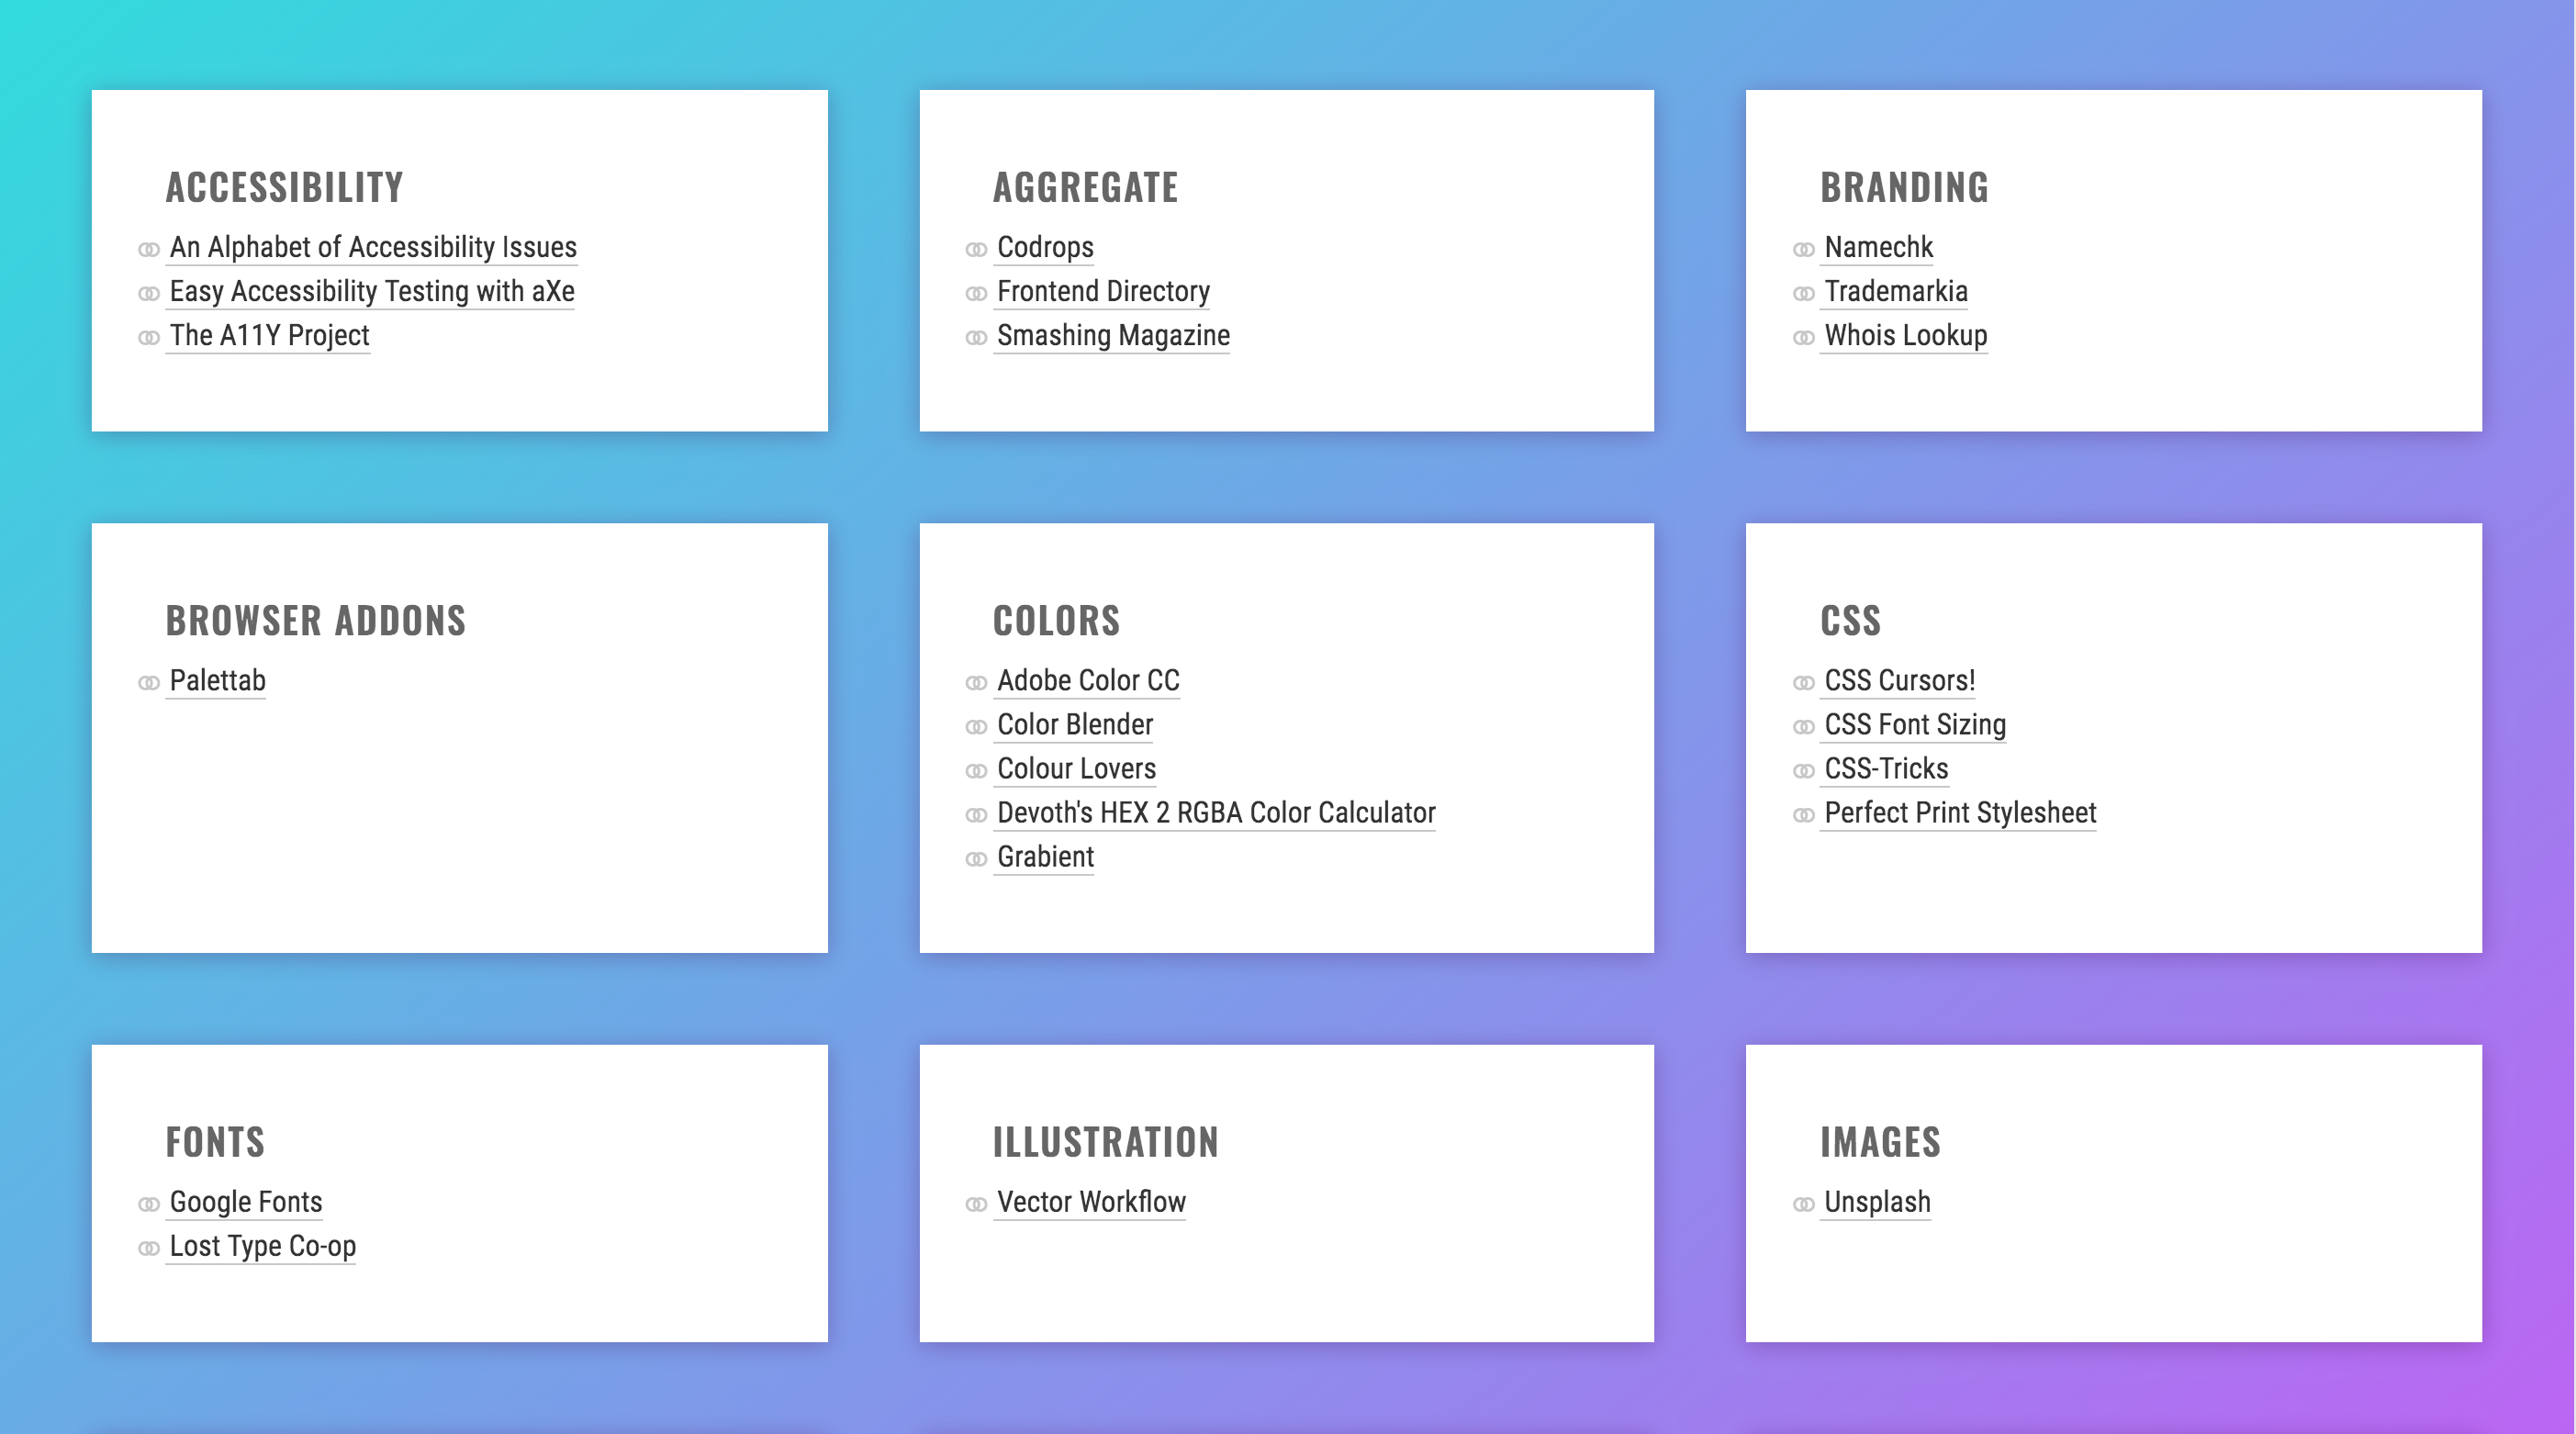 ACCESSIBILITY
An Alphabet of Accessibility Issues
Easy Accessibility Testing with aXe
The A11Y Project
AGGREGATE
Codrops
Frontend Directory
Smashing Magazine
BRANDING
Namechk
Trademarkia
Whois Lookup
BROWSER ADDONS
Palettab
COLORS
Adobe Color CC
Color Blender
Colour Lovers
Devoth's HEX 2 RGBA Color Calculator
Grabient
CSS
CSS Cursors!
CSS Font Sizing
CSS-Tricks
Perfect Print Stylesheet
FONTS
Google Fonts
Lost Type Co-op
ILLUSTRATION
Vector Workflow
IMAGES
Unsplash